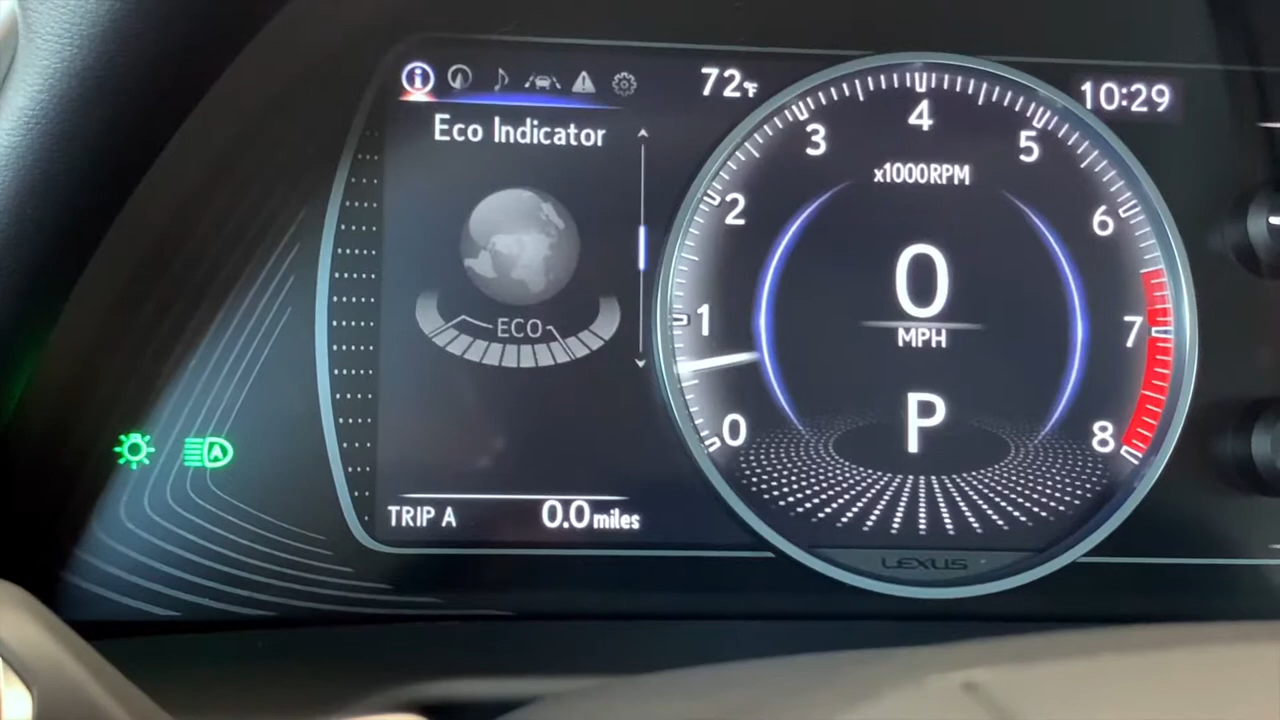 72°F
10:29
Eco Indicator
ECO
TRIP A
0.0 miles
0
1
2
3
4
5
6
7
8
x1000RPM
0
MPH
P
LEXUS
A